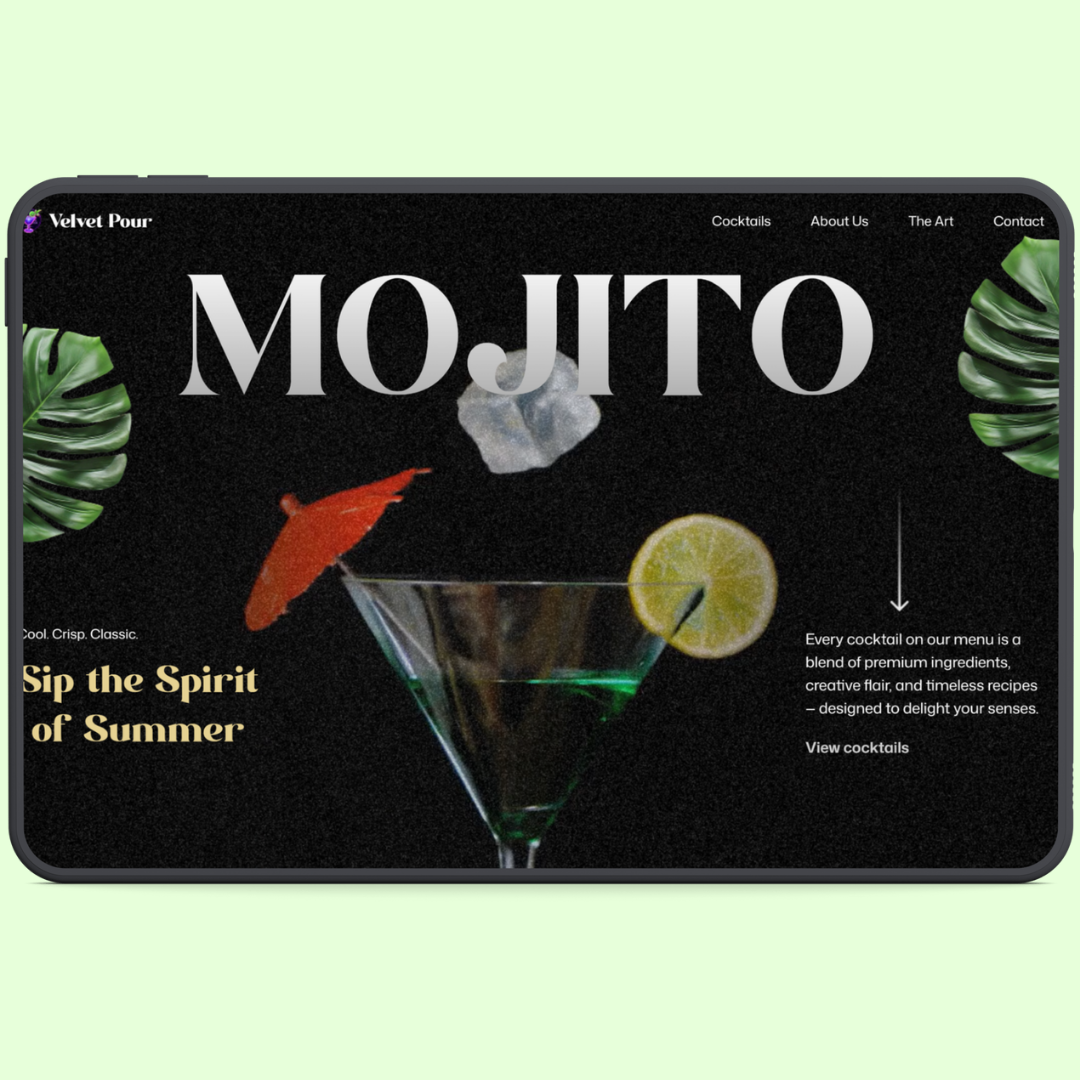 Velvet Pour
Cocktails About Us The Art Contact
MOJITO
Cool. Crisp. Classic.
Sip the Spirit
of Summer
Every cocktail on our menu is a
blend of premium ingredients,
creative flair, and timeless recipes
– designed to delight your senses.
View cocktails